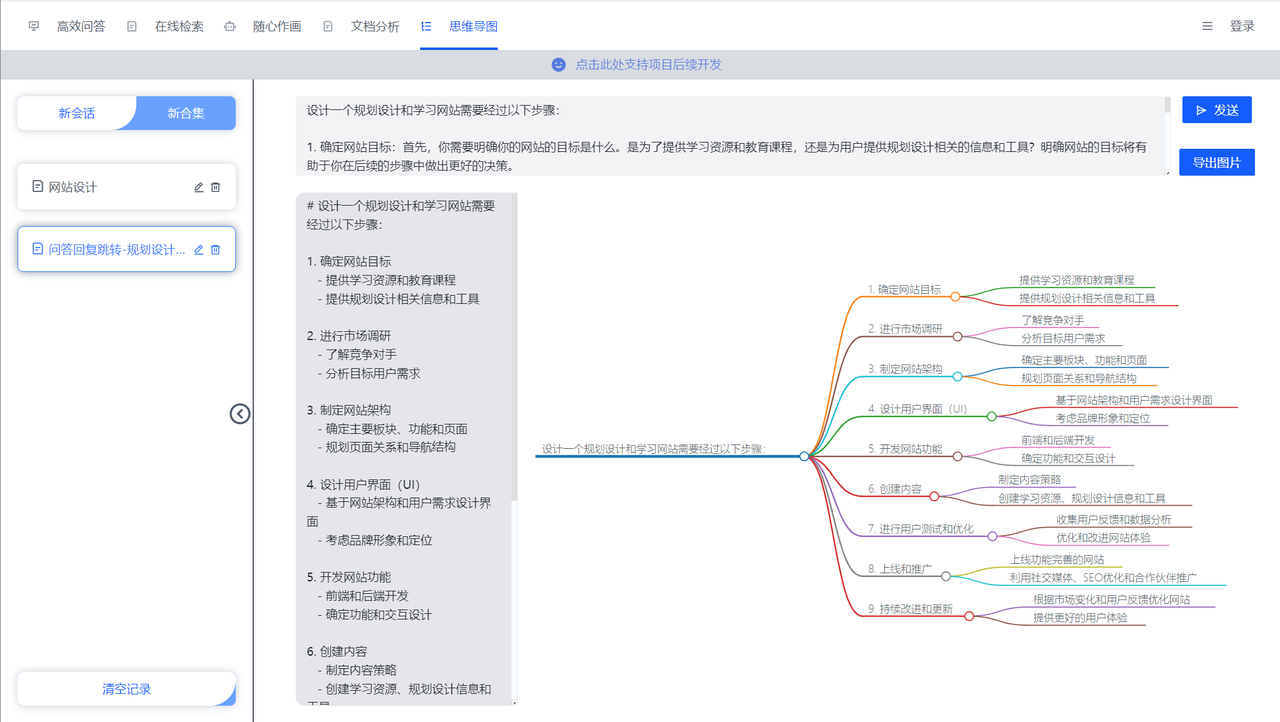 高效问答
在线检索
随心作画
文档分析
思维导图
登录
点击此处支持项目后续开发
新会话
新合集
网站设计
问答回复跳转-规划设计...
清空记录
设计一个规划设计和学习网站需要经过以下步骤：
1. 确定网站目标：首先，你需要明确你的网站的目标是什么。是为了提供学习资源和教育课程，还是为用户提供规划设计相关的信息和工具？明确网站的目标将有
助于你在后续的步骤中做出更好的决策。
发送
导出图片
# 设计一个规划设计和学习网站需要
经过以下步骤：
1. 确定网站目标
- 提供学习资源和教育课程
- 提供规划设计相关信息和工具
2. 进行市场调研
- 了解竞争对手
- 分析目标用户需求
3. 制定网站架构
- 确定主要板块、功能和页面
- 规划页面关系和导航结构
4. 设计用户界面（UI）
- 基于网站架构和用户需求设计界
面
- 考虑品牌形象和定位
5. 开发网站功能
- 前端和后端开发
- 确定功能和交互设计
6. 创建内容
- 制定内容策略
- 创建学习资源、规划设计信息和
工具
设计一个规划设计和学习网站需要经过以下步骤：
1. 确定网站目标
提供学习资源和教育课程
提供规划设计相关信息和工具
2. 进行市场调研
了解竞争对手
分析目标用户需求
3. 制定网站架构
确定主要板块、功能和页面
规划页面关系和导航结构
4. 设计用户界面（UI）
基于网站架构和用户需求设计界面
考虑品牌形象和定位
5. 开发网站功能
前端和后端开发
确定功能和交互设计
6. 创建内容
制定内容策略
创建学习资源、规划设计信息和工具
7. 进行用户测试和优化
收集用户反馈和数据分析
优化和改进网站体验
8. 上线和推广
上线功能完善的网站
利用社交媒体、SEO优化和合作伙伴推广
9. 持续改进和更新
根据市场变化和用户反馈优化网站
提供更好的用户体验